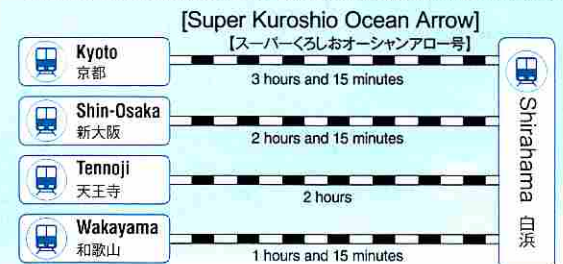 [Super Kuroshio Ocean Arrow]
【スーパーくろしおオーシャンアロー号】
Kyoto
京都
3 hours and 15 minutes
Shin-Osaka
新大阪
2 hours and 15 minutes
Tennoji
天王寺
2 hours
Wakayama
和歌山
1 hours and 15 minutes
Shirahama 白浜